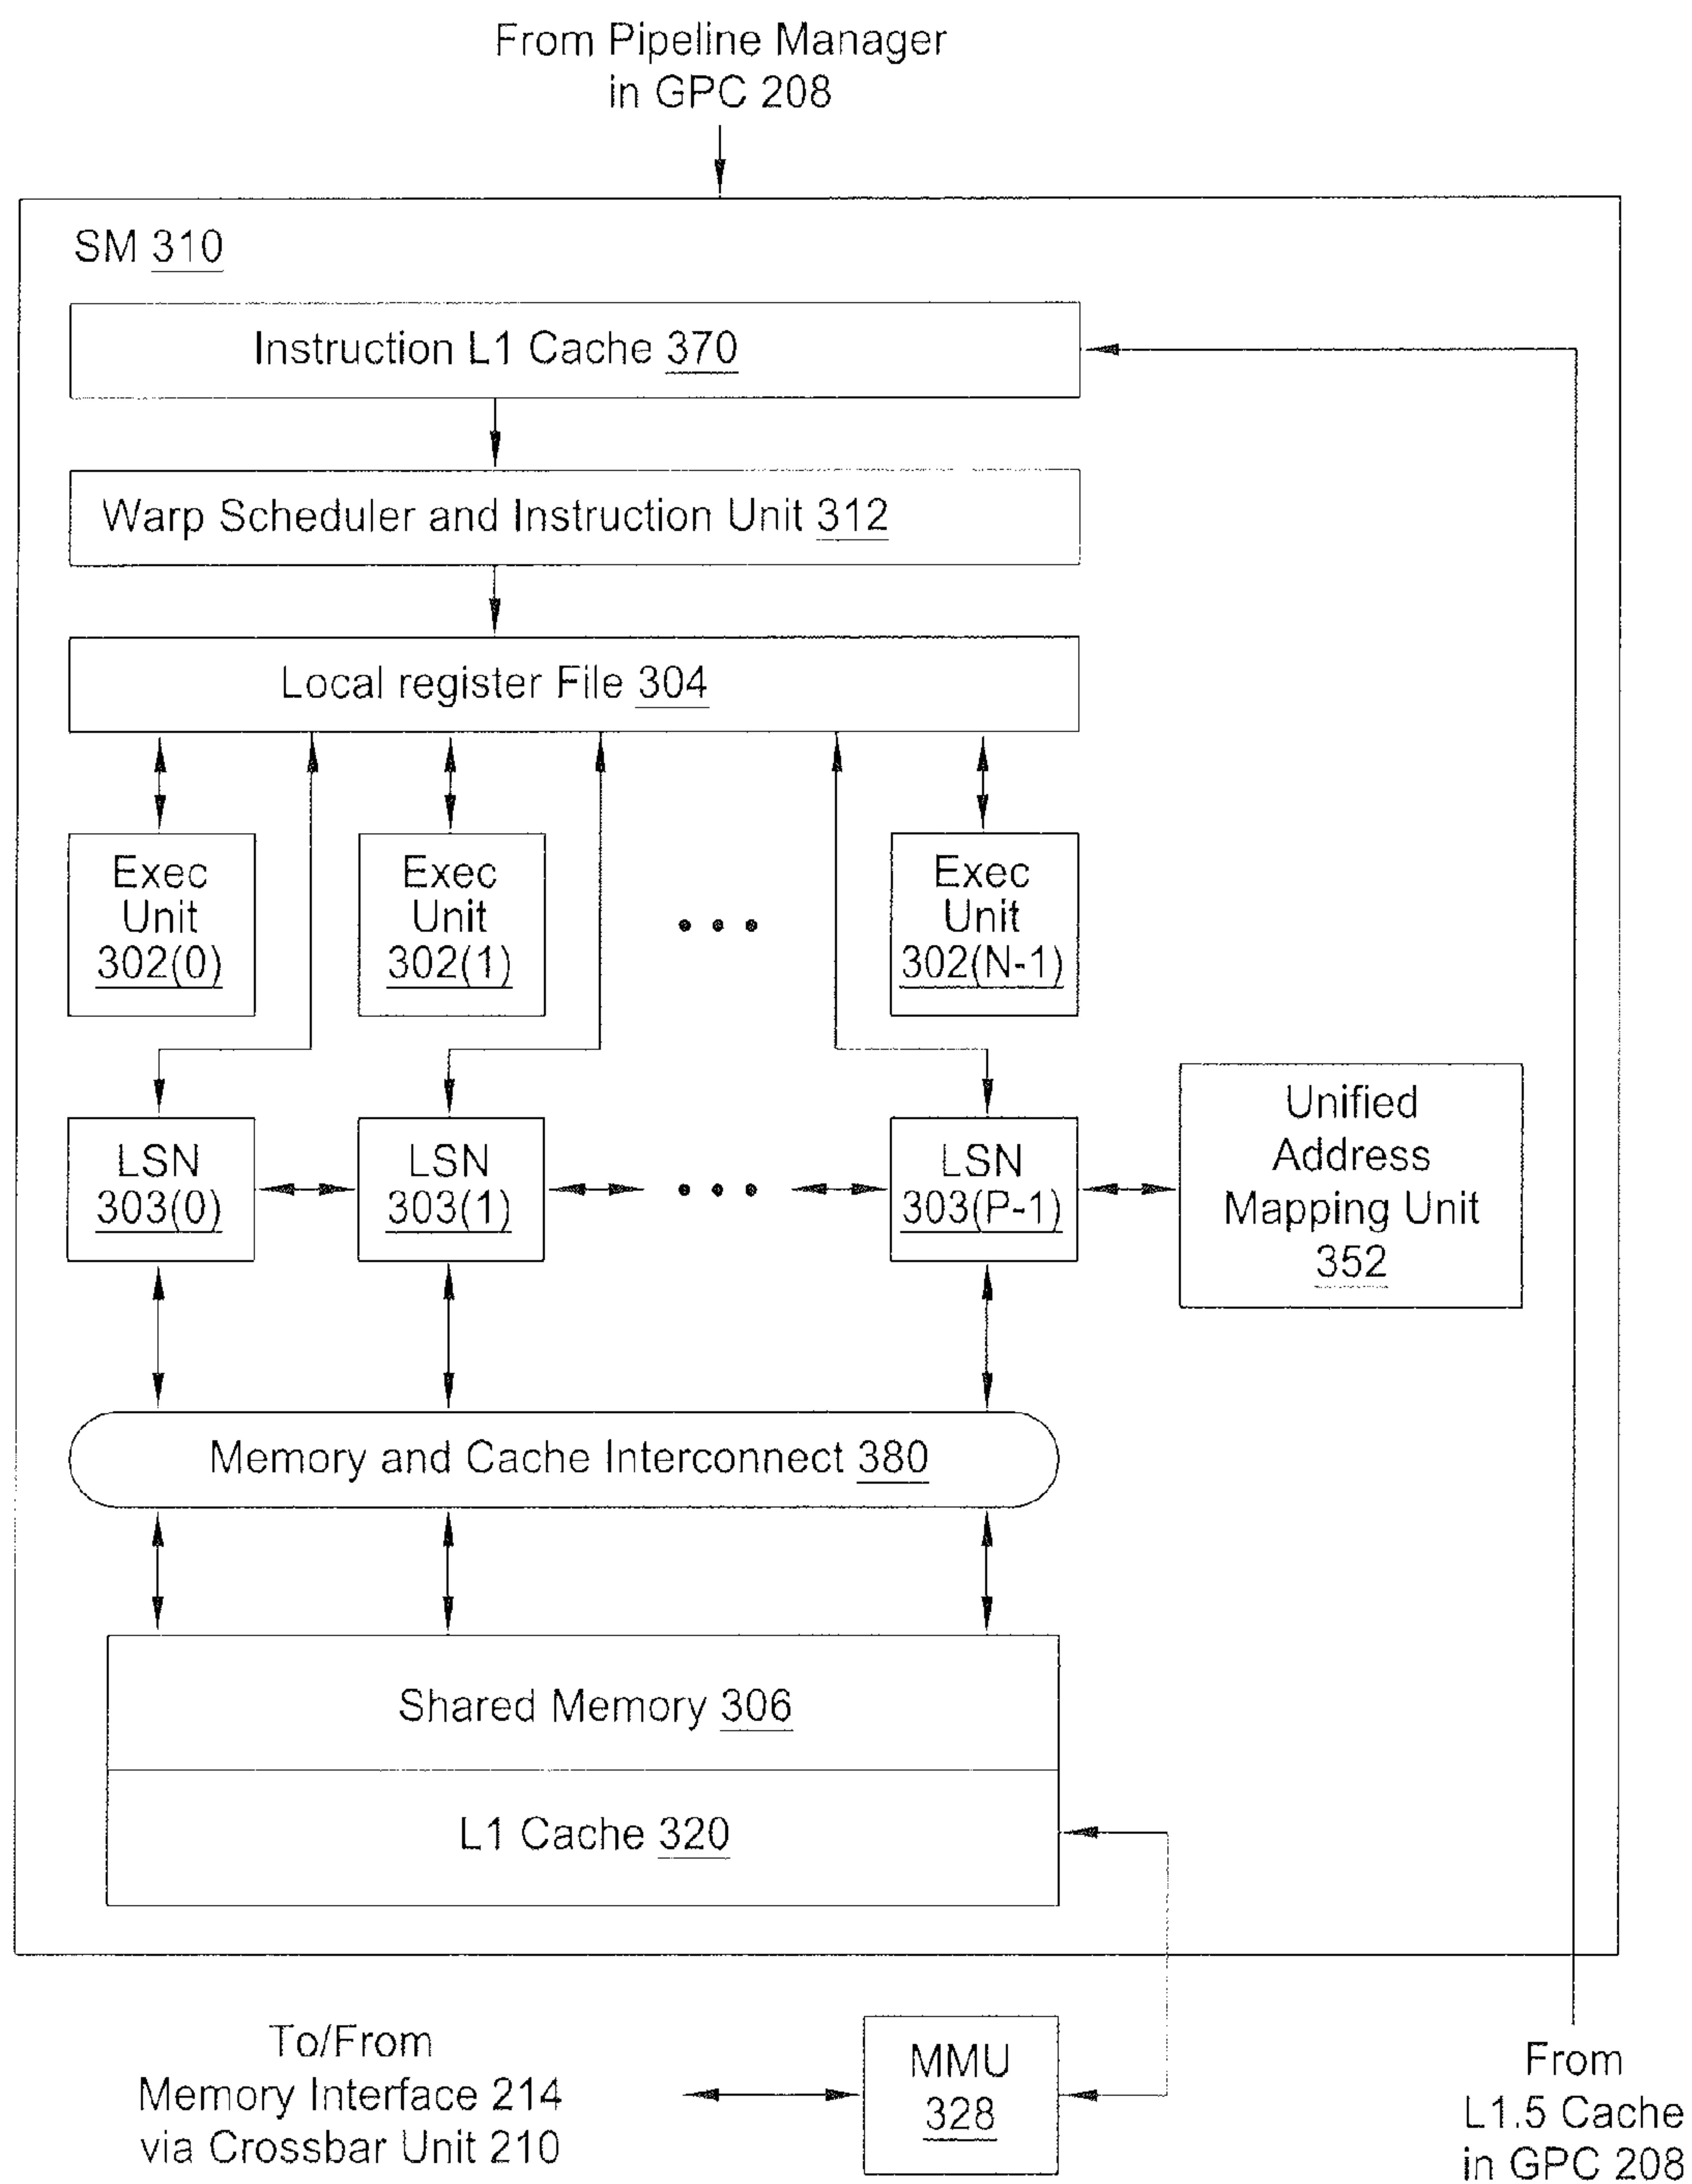 From Pipeline Manager
in GPC 208
SM 310
Instruction L1 Cache 370
Warp Scheduler and Instruction Unit 312
Local register File 304
Exec
Unit
302(0)
Exec
Unit
302(1)
Exec
Unit
302(N-1)
LSN
303(0)
LSN
303(1)
LSN
303(P-1)
Unified
Address
Mapping Unit
352
Memory and Cache Interconnect 380
Shared Memory 306
L1 Cache 320
To/From
Memory Interface 214
via Crossbar Unit 210
MMU
328
From
L1.5 Cache
in GPC 208